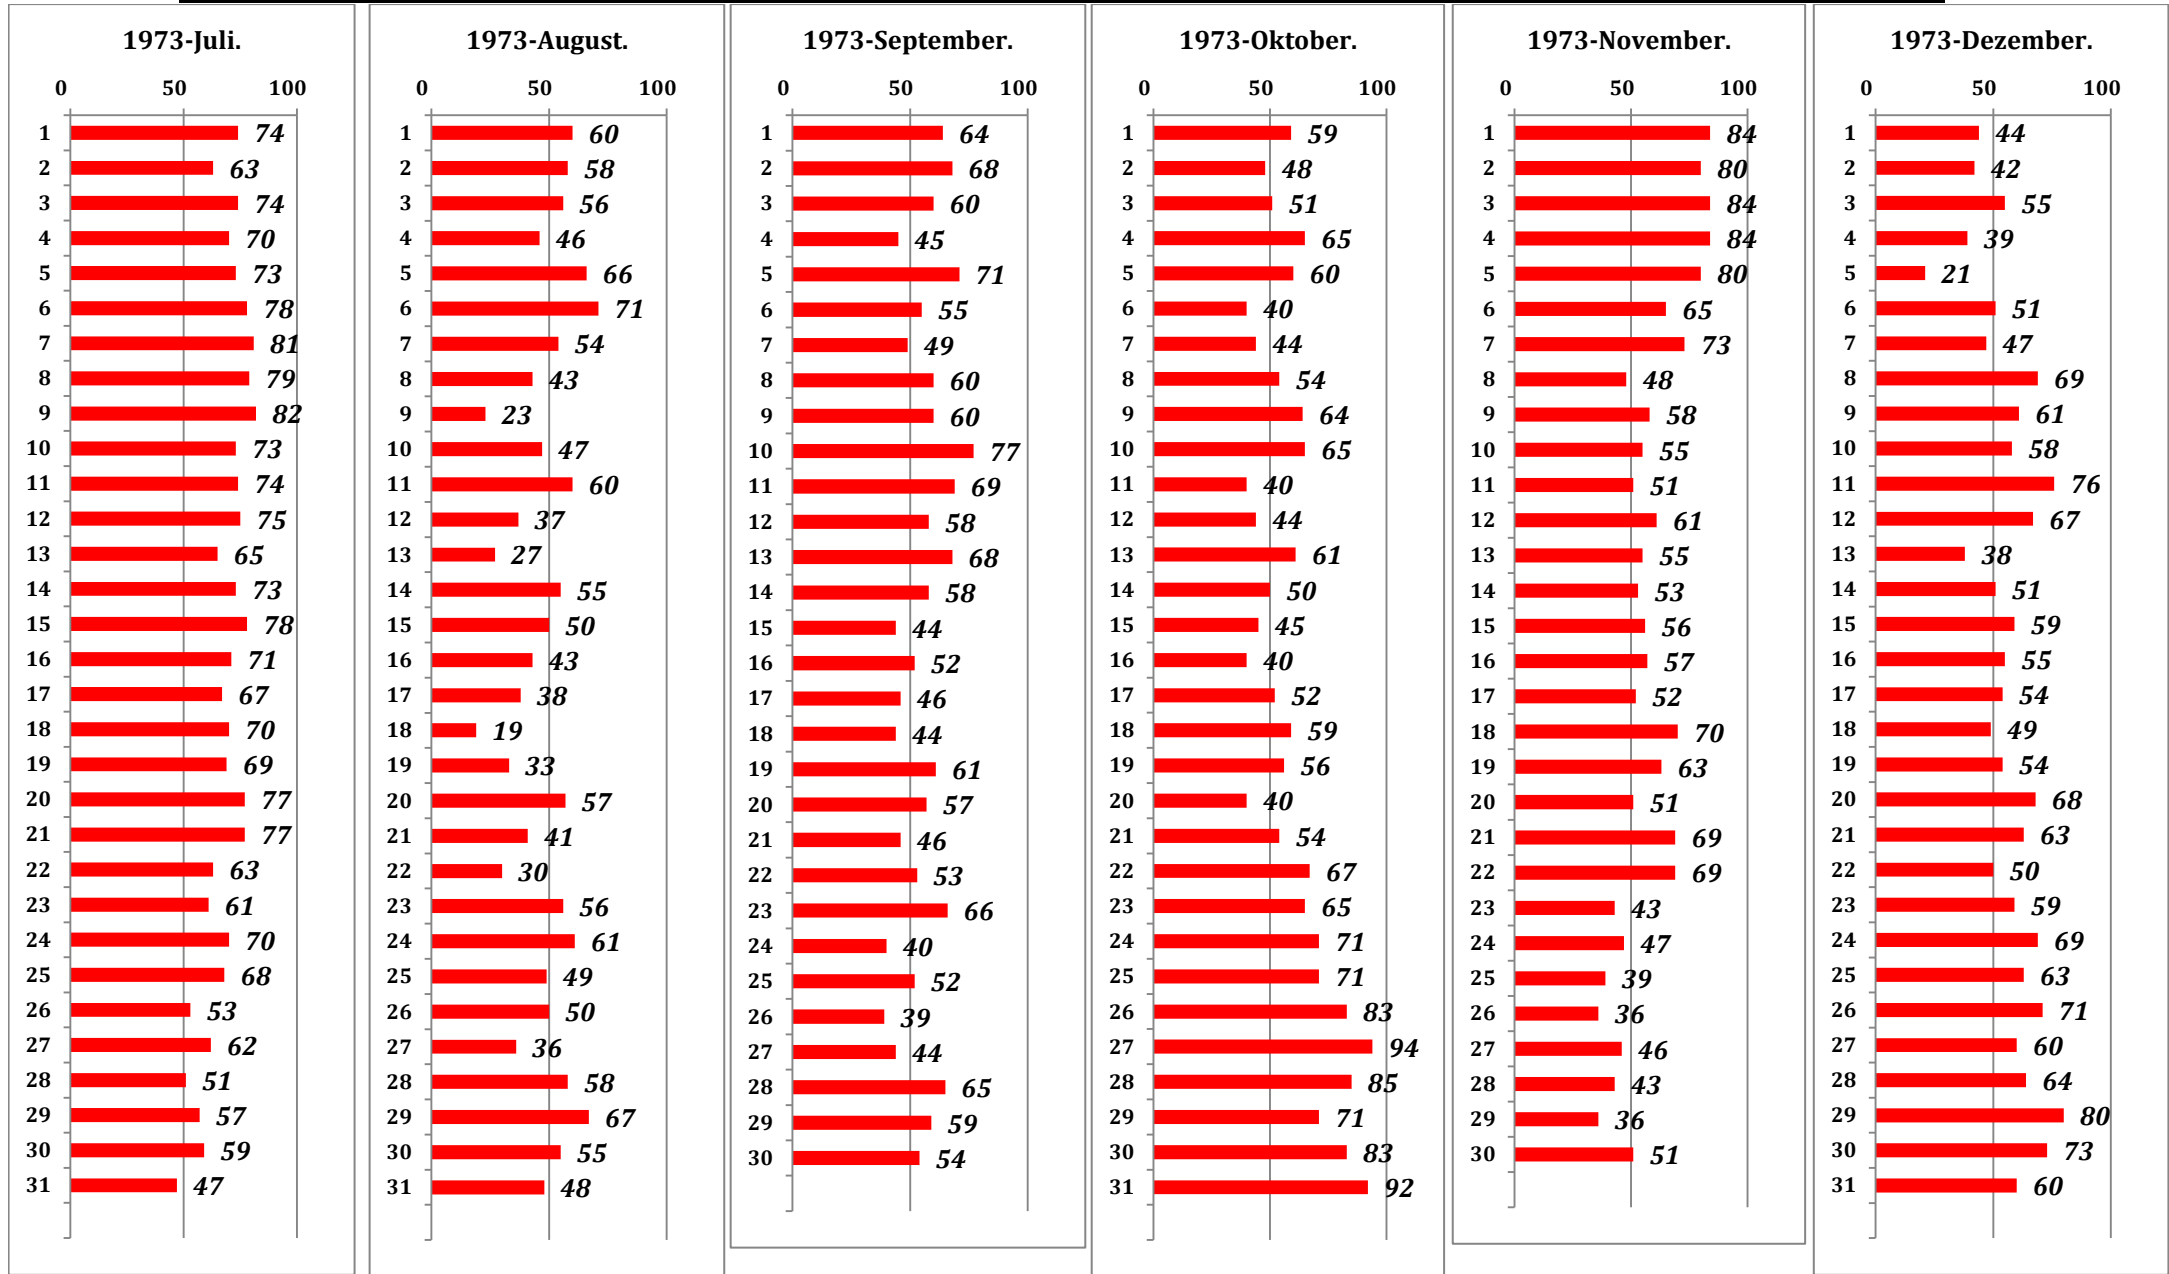 1973-Juli. 1973-August. 1973-September. 1973-Oktober. 1973-November. 1973-Dezember.
0 50 100 0 50 100 0 50 100 0 50 100 0 50 100 0 50 100
1 74 1 60 1 64 1 59 1 84 1 44
2 63 2 58 2 68 2 48 2 80 2 42
3 74 3 56 3 60 3 51 3 84 3 55
4 70 4 46 4 45 4 65 4 84 4 39
5 73 5 66 5 71 5 60 5 80 5 21
6 78 6 71 6 55 6 40 6 65 6 51
7 81 7 54 7 49 7 44 7 73 7 47
8 79 8 43 8 60 8 54 8 48 8 69
9 82 9 23 9 60 9 64 9 58 9 61
10 73 10 47 10 77 10 65 10 55 10 58
11 74 11 60 11 69 11 40 11 51 11 76
12 75 12 37 12 58 12 44 12 61 12 67
13 65 13 27 13 68 13 61 13 55 13 38
14 73 14 55 14 58 14 50 14 53 14 51
15 78 15 50 15 44 15 45 15 56 15 59
16 71 16 43 16 52 16 40 16 57 16 55
17 67 17 38 17 46 17 52 17 52 17 54
18 70 18 19 18 44 18 59 18 70 18 49
19 69 19 33 19 61 19 56 19 63 19 54
20 77 20 57 20 57 20 40 20 51 20 68
21 77 21 41 21 46 21 54 21 69 21 63
22 63 22 30 22 53 22 67 22 69 22 50
23 61 23 56 23 66 23 65 23 43 23 59
24 70 24 61 24 40 24 71 24 47 24 69
25 68 25 49 25 52 25 71 25 39 25 63
26 53 26 50 26 39 26 83 26 36 26 71
27 62 27 36 27 44 27 94 27 46 27 60
28 51 28 58 28 65 28 85 28 43 28 64
29 57 29 67 29 59 29 71 29 36 29 80
30 59 30 55 30 54 30 83 30 51 30 73
31 47 31 48 31 92 31 60